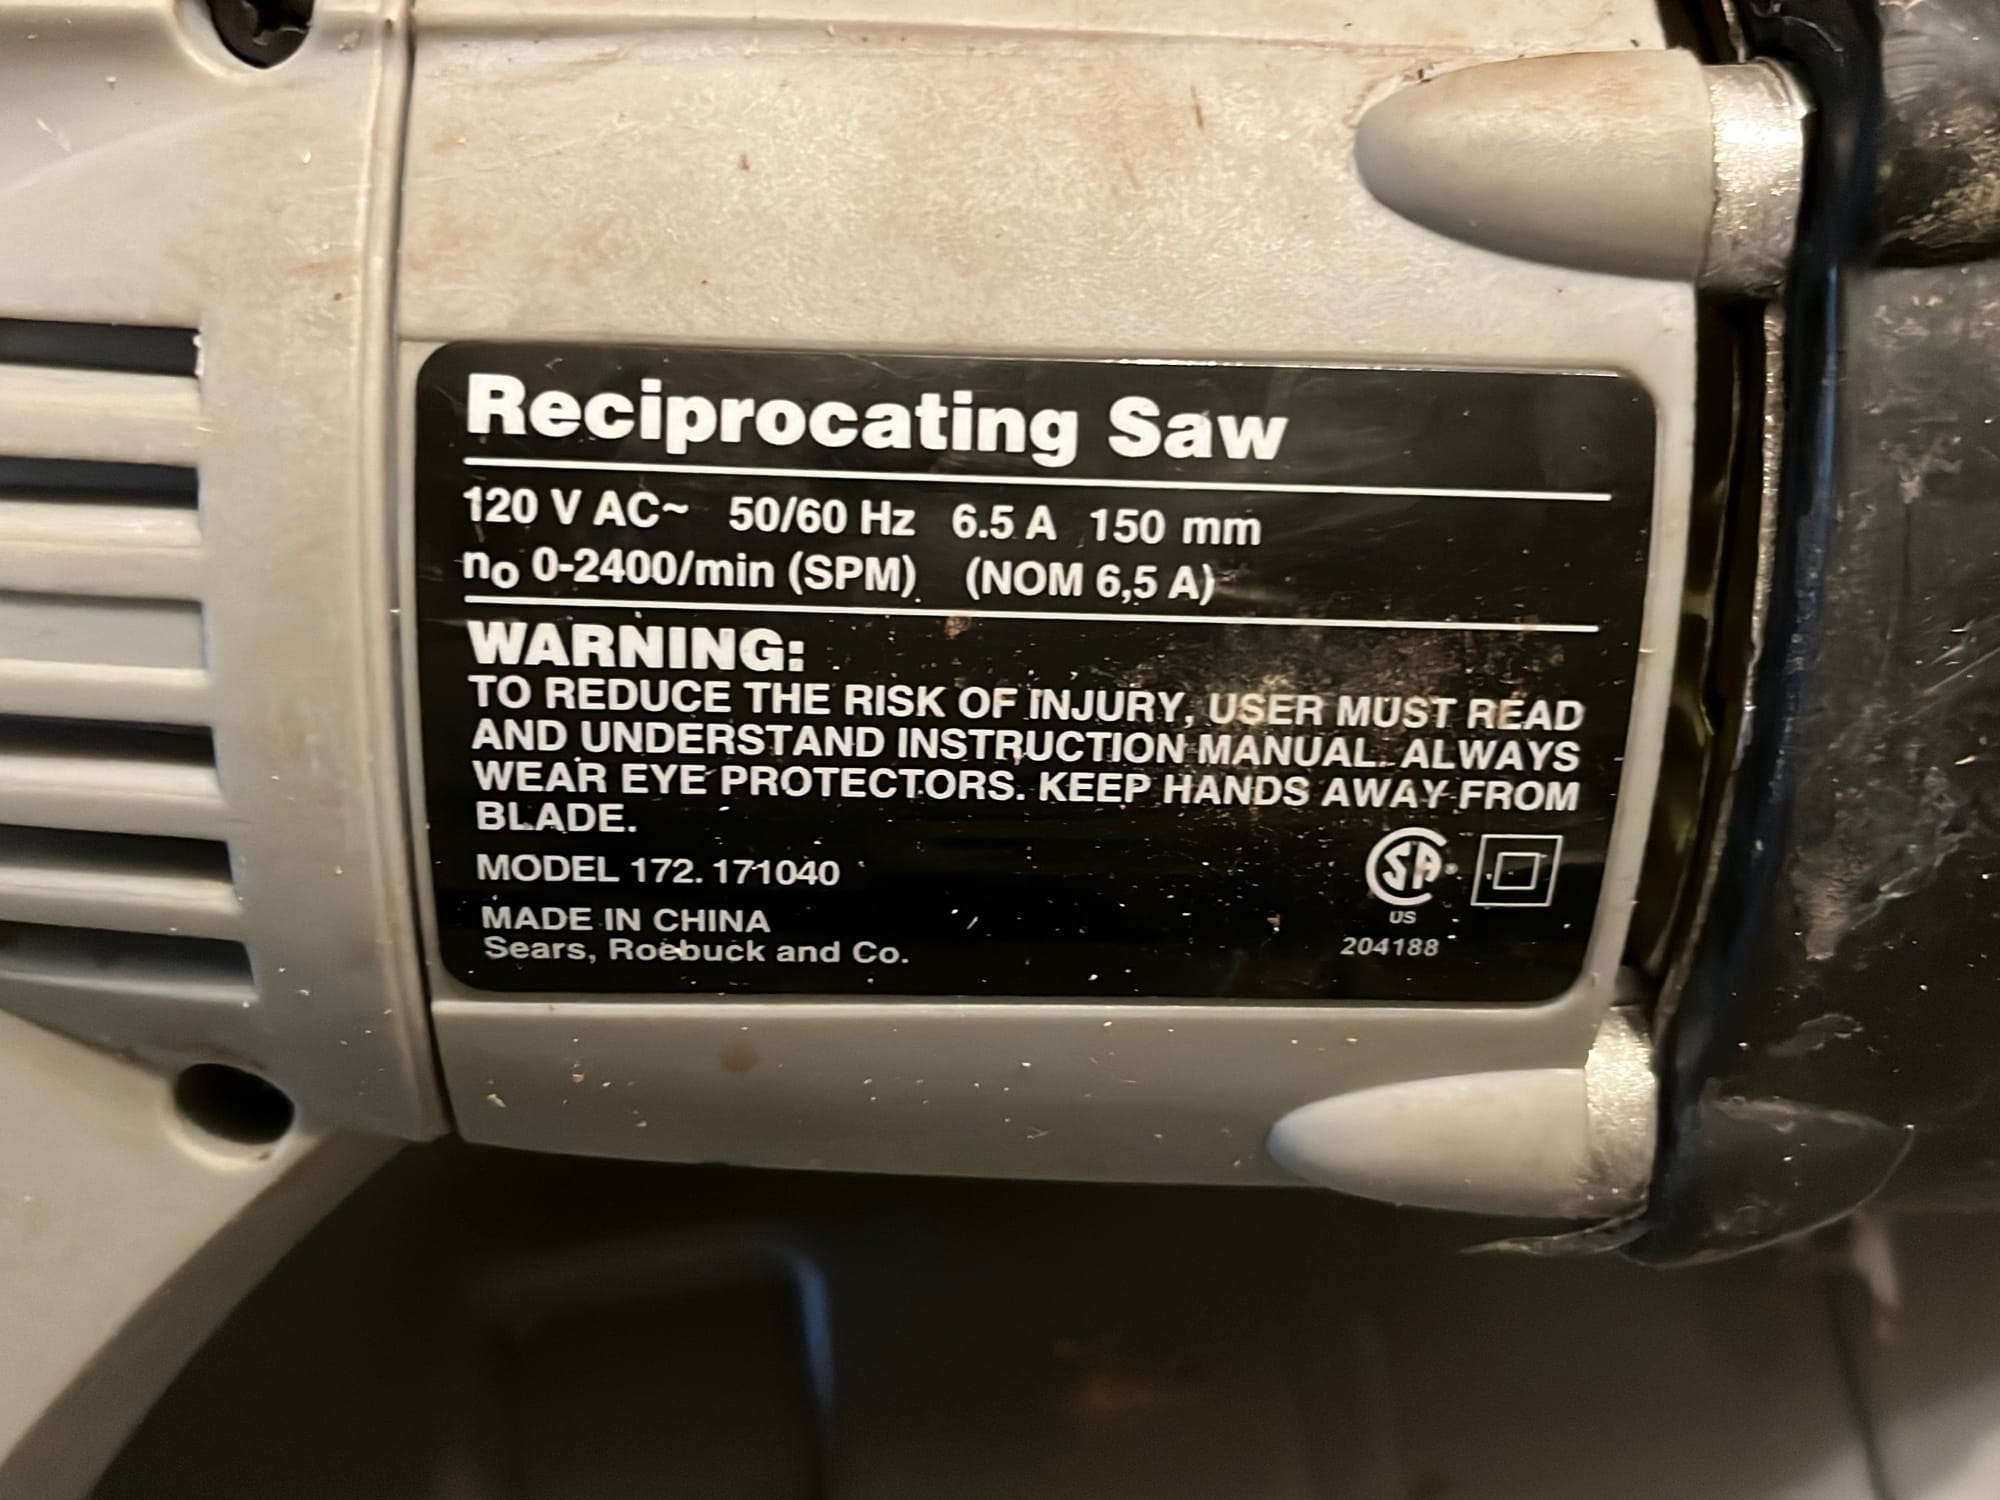 Reciprocating Saw
120 V AC~ 50/60 Hz 6.5 A 150 mm
no 0-2400/min (SPM) (NOM 6,5 A)
WARNING:
TO REDUCE THE RISK OF INJURY, USER MUST READ
AND UNDERSTAND INSTRUCTION MANUAL. ALWAYS
WEAR EYE PROTECTORS. KEEP HANDS AWAY FROM
BLADE.
MODEL 172.171040
MADE IN CHINA
Sears, Roebuck and Co.
SA
US
204188